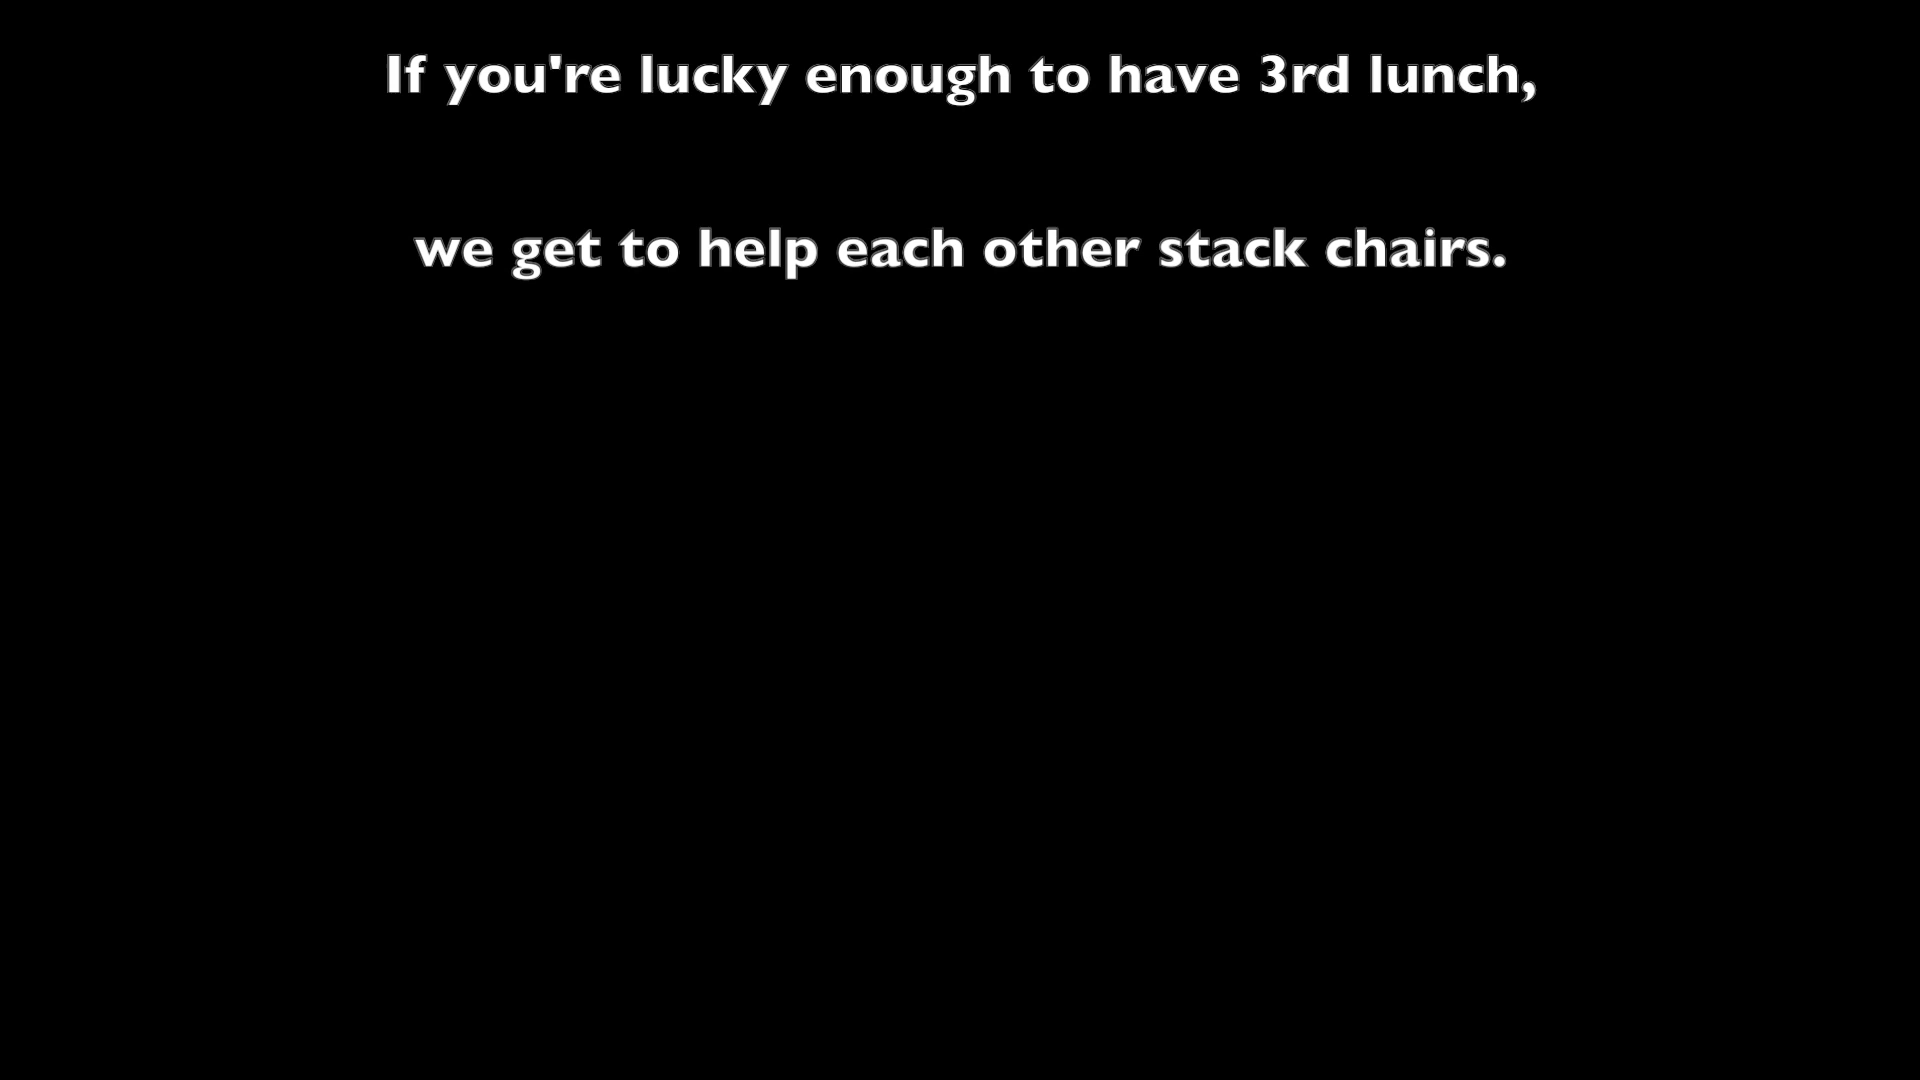 If you're lucky enough to have 3rd lunch,
we get to help each other stack chairs.